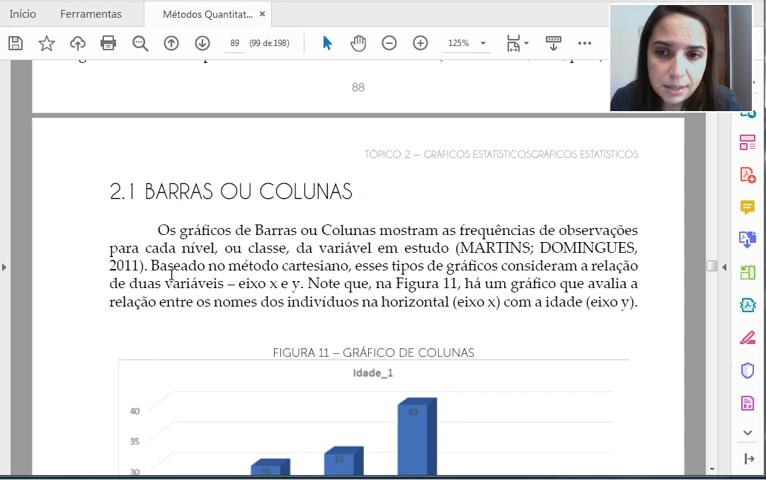 Início Ferramentas Métodos Quantitat... ×
89 (99 de 198) 125%
88
TÓPICO 2 — GRÁFICOS ESTATÍSTICOSGRÁFICOS ESTATÍSTICOS
2.1 BARRAS OU COLUNAS
Os gráficos de Barras ou Colunas mostram as frequências de observações
para cada nível, ou classe, da variável em estudo (MARTINS; DOMINGUES,
2011). Baseado no método cartesiano, esses tipos de gráficos consideram a relação
de duas variáveis – eixo x e y. Note que, na Figura 11, há um gráfico que avalia a
relação entre os nomes dos indivíduos na horizontal (eixo x) com a idade (eixo y).
FIGURA 11 – GRÁFICO DE COLUNAS
Idade_1
40
40
35
30